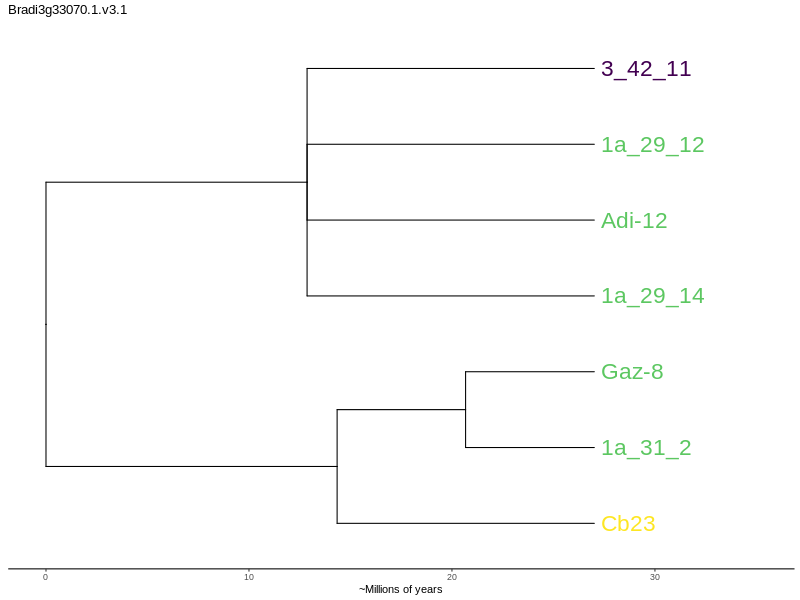 Bradi3g33070.1.v3.1
3_42_11
1a_29_12
Adi-12
1a_29_14
Gaz-8
1a_31_2
Cb23
0 10 20 30
~Millions of years